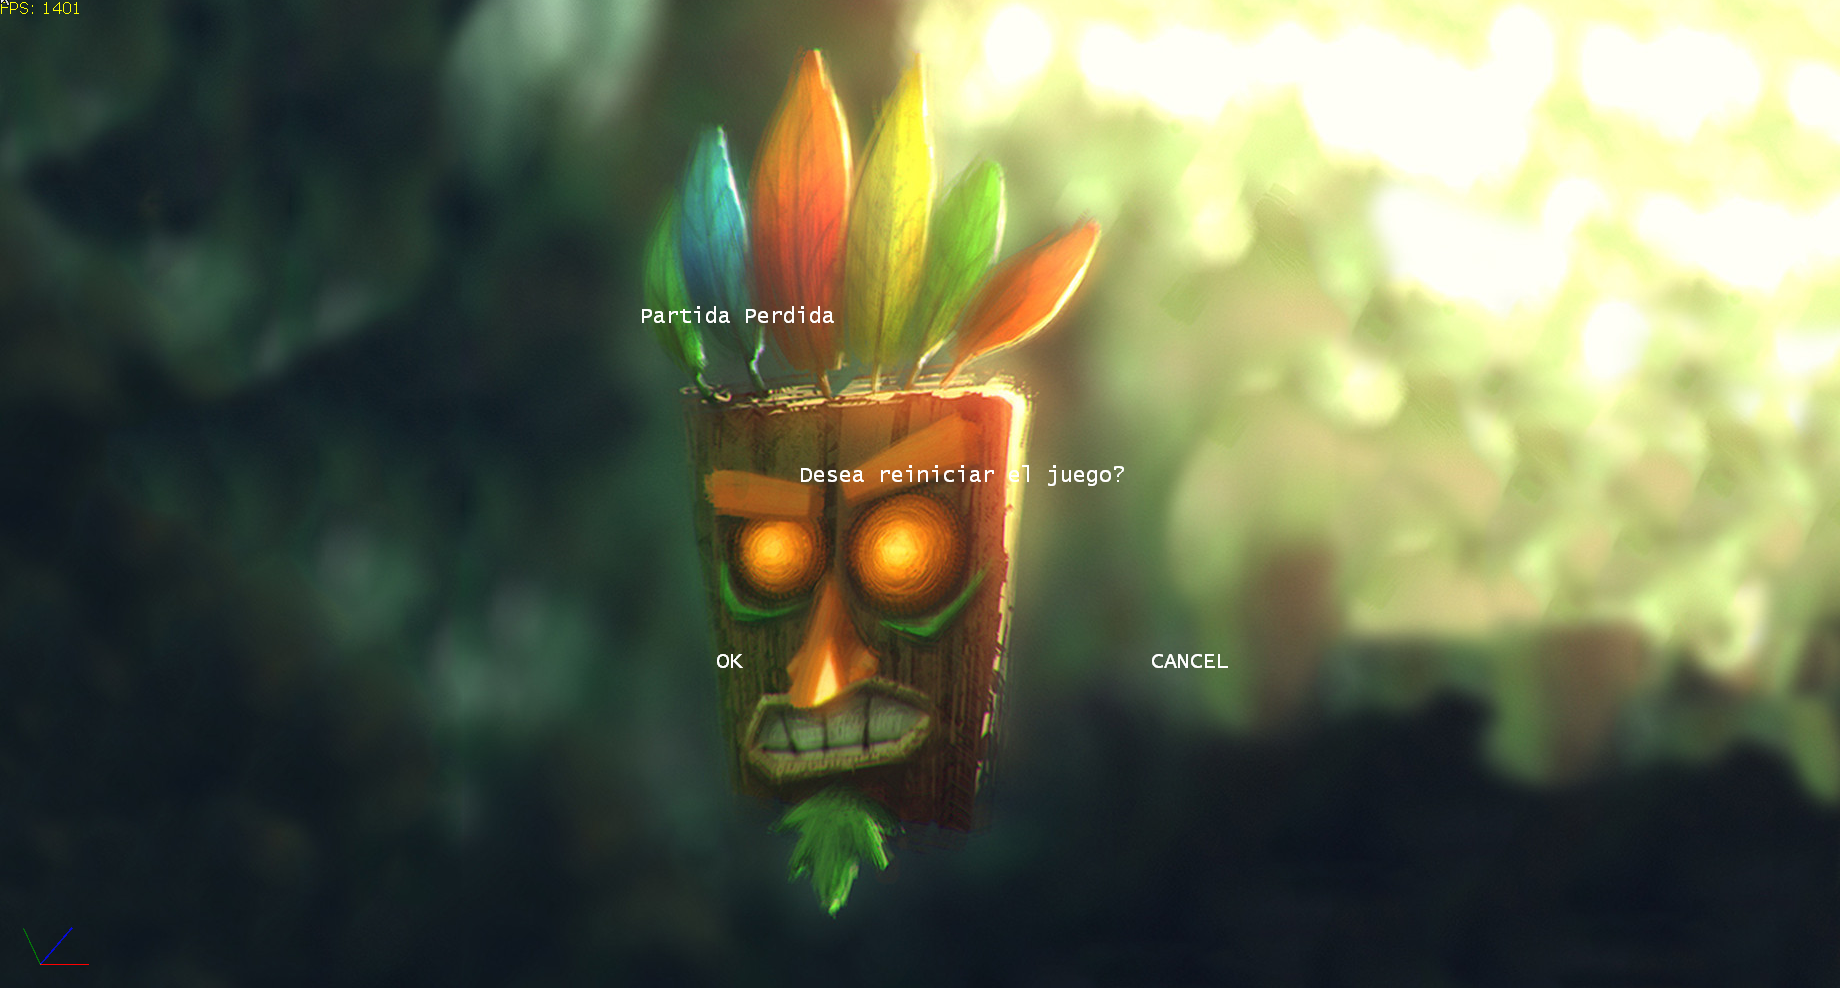 FPS: 1401
Partida Perdida
Desea reiniciar el juego?
OK
CANCEL